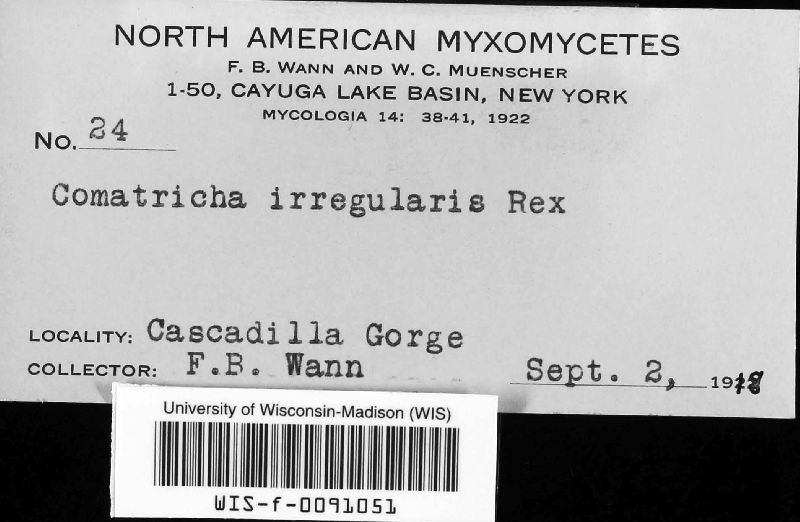 NORTH AMERICAN MYXOMYCETES
F. B. WANN AND W. C. MUENSCHER
1-50, CAYUGA LAKE BASIN, NEW YORK
MYCOLOGIA 14: 38-41, 1922
No. 24
Comatricha irregularis Rex
LOCALITY: Cascadilla Gorge
COLLECTOR: F.B. Wann Sept. 2, 1918
University of Wisconsin-Madison (WIS)
WIS-f-0091051